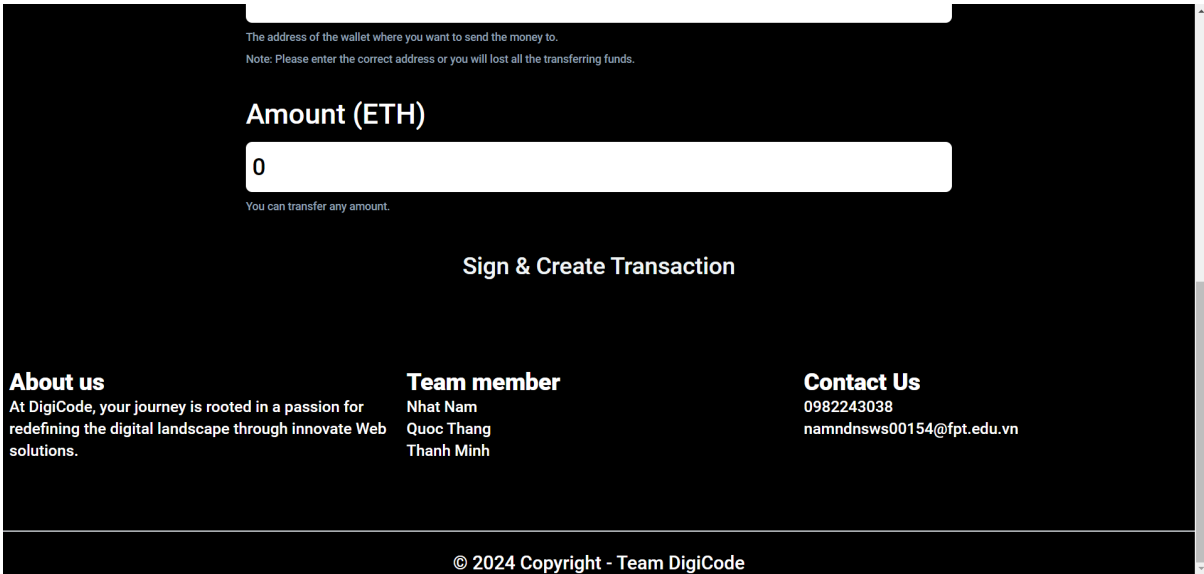 The address of the wallet where you want to send the money to.
Note: Please enter the correct address or you will lost all the transferring funds.
Amount (ETH)
0
You can transfer any amount.
Sign & Create Transaction
About us
At DigiCode, your journey is rooted in a passion for
redefining the digital landscape through innovate Web
solutions.
Team member
Nhat Nam
Quoc Thang
Thanh Minh
Contact Us
0982243038
namndnsws00154@fpt.edu.vn
© 2024 Copyright - Team DigiCode